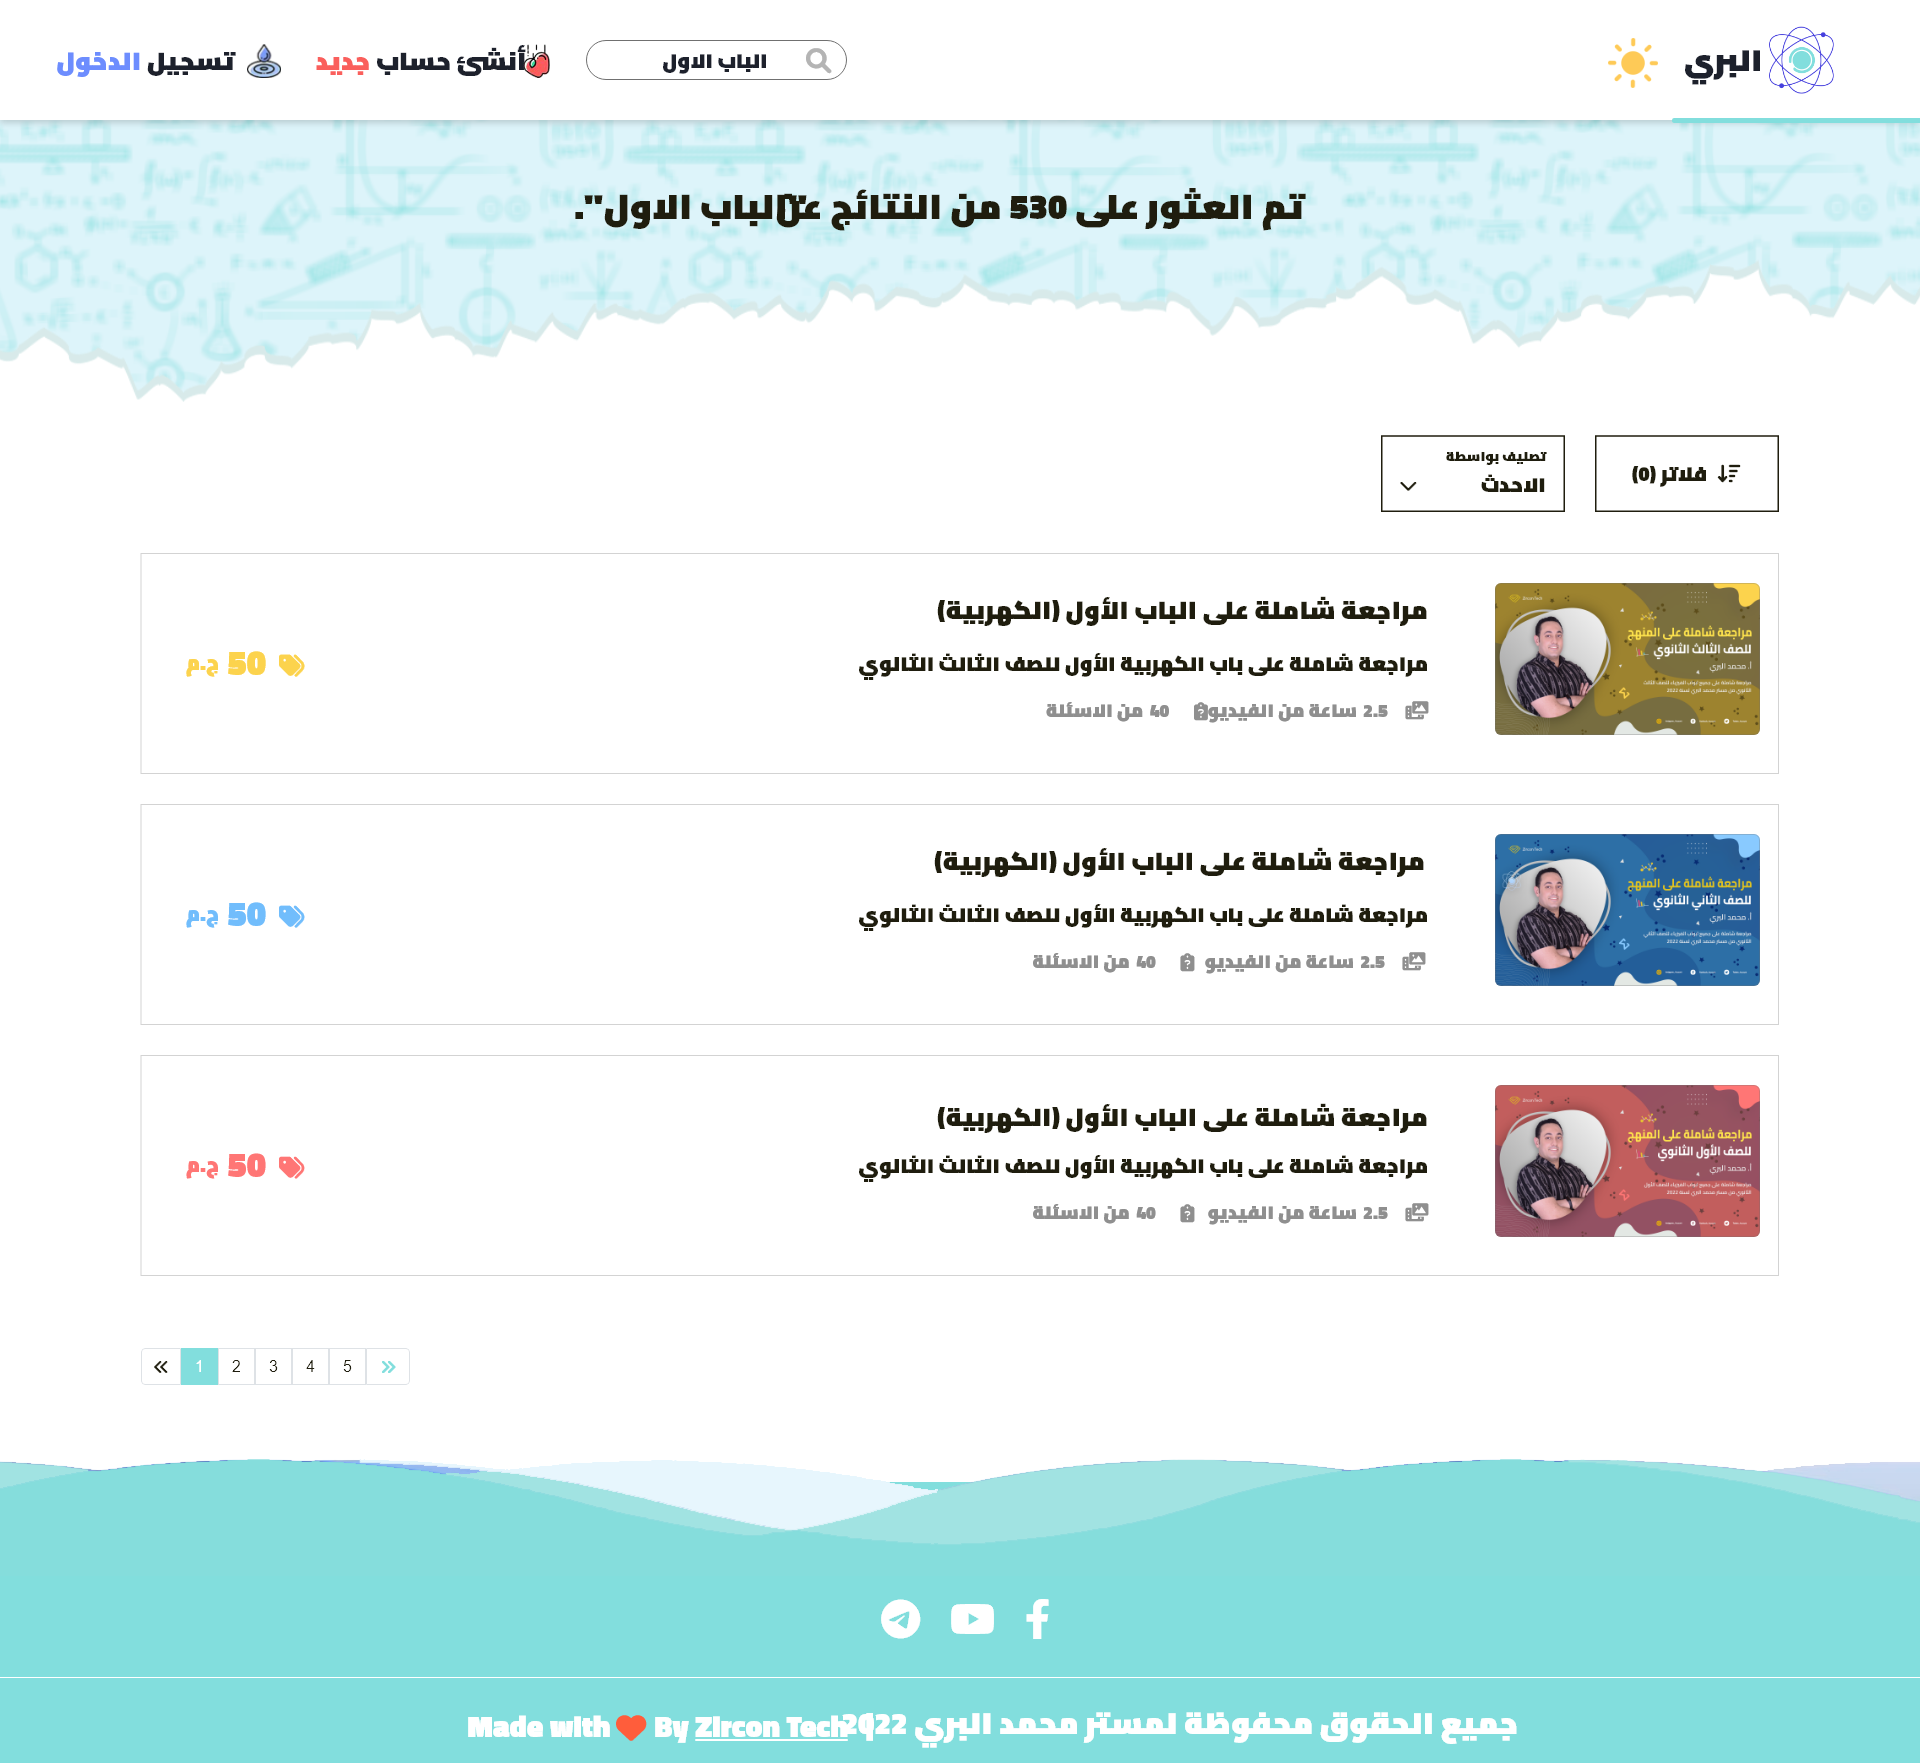 البري
الباب الاول
أنشئ حساب جديد
تسجيل الدخول
تم العثور على 530 من النتائج عن "الباب الاول".
فلاتر (0)
تصنيف بواسطة
الاحدث
مراجعة شاملة على الباب الأول (الكهربية)
مراجعة شاملة على باب الكهربية الأول للصف الثالث الثانوي
2.5 ساعة من الفيديو
40 من الاسئلة
50 ج.م
مراجعة شاملة على المنهج
للصف الثالث الثانوي
أ. محمد البري
مراجعة شاملة على الباب الأول (الكهربية)
مراجعة شاملة على باب الكهربية الأول للصف الثالث الثانوي
2.5 ساعة من الفيديو
40 من الاسئلة
50 ج.م
مراجعة شاملة على المنهج
للصف الثاني الثانوي
أ. محمد البري
مراجعة شاملة على الباب الأول (الكهربية)
مراجعة شاملة على باب الكهربية الأول للصف الثالث الثانوي
2.5 ساعة من الفيديو
40 من الاسئلة
50 ج.م
مراجعة شاملة على المنهج
للصف الأول الثانوي
أ. محمد البري
« 1 2 3 4 5 »
جميع الحقوق محفوظة لمستر محمد البري 2022 |
Made with ❤ By Zircon Tech